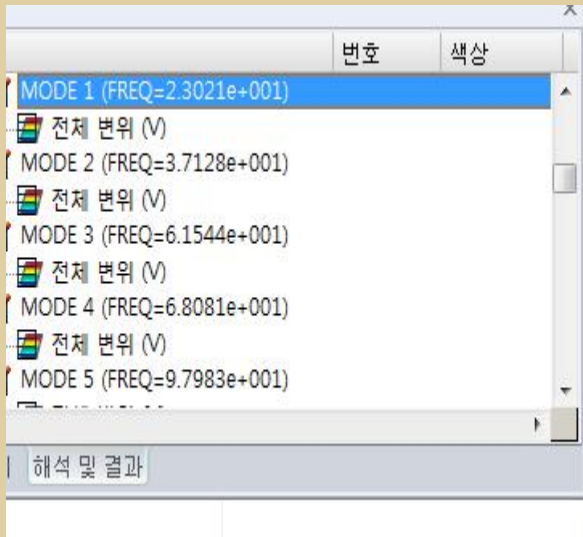 번호 색상
MODE 1 (FREQ=2.3021e+001)
전체 변위 (V)
MODE 2 (FREQ=3.7128e+001)
전체 변위 (V)
MODE 3 (FREQ=6.1544e+001)
전체 변위 (V)
MODE 4 (FREQ=6.8081e+001)
전체 변위 (V)
MODE 5 (FREQ=9.7983e+001)
해석 및 결과